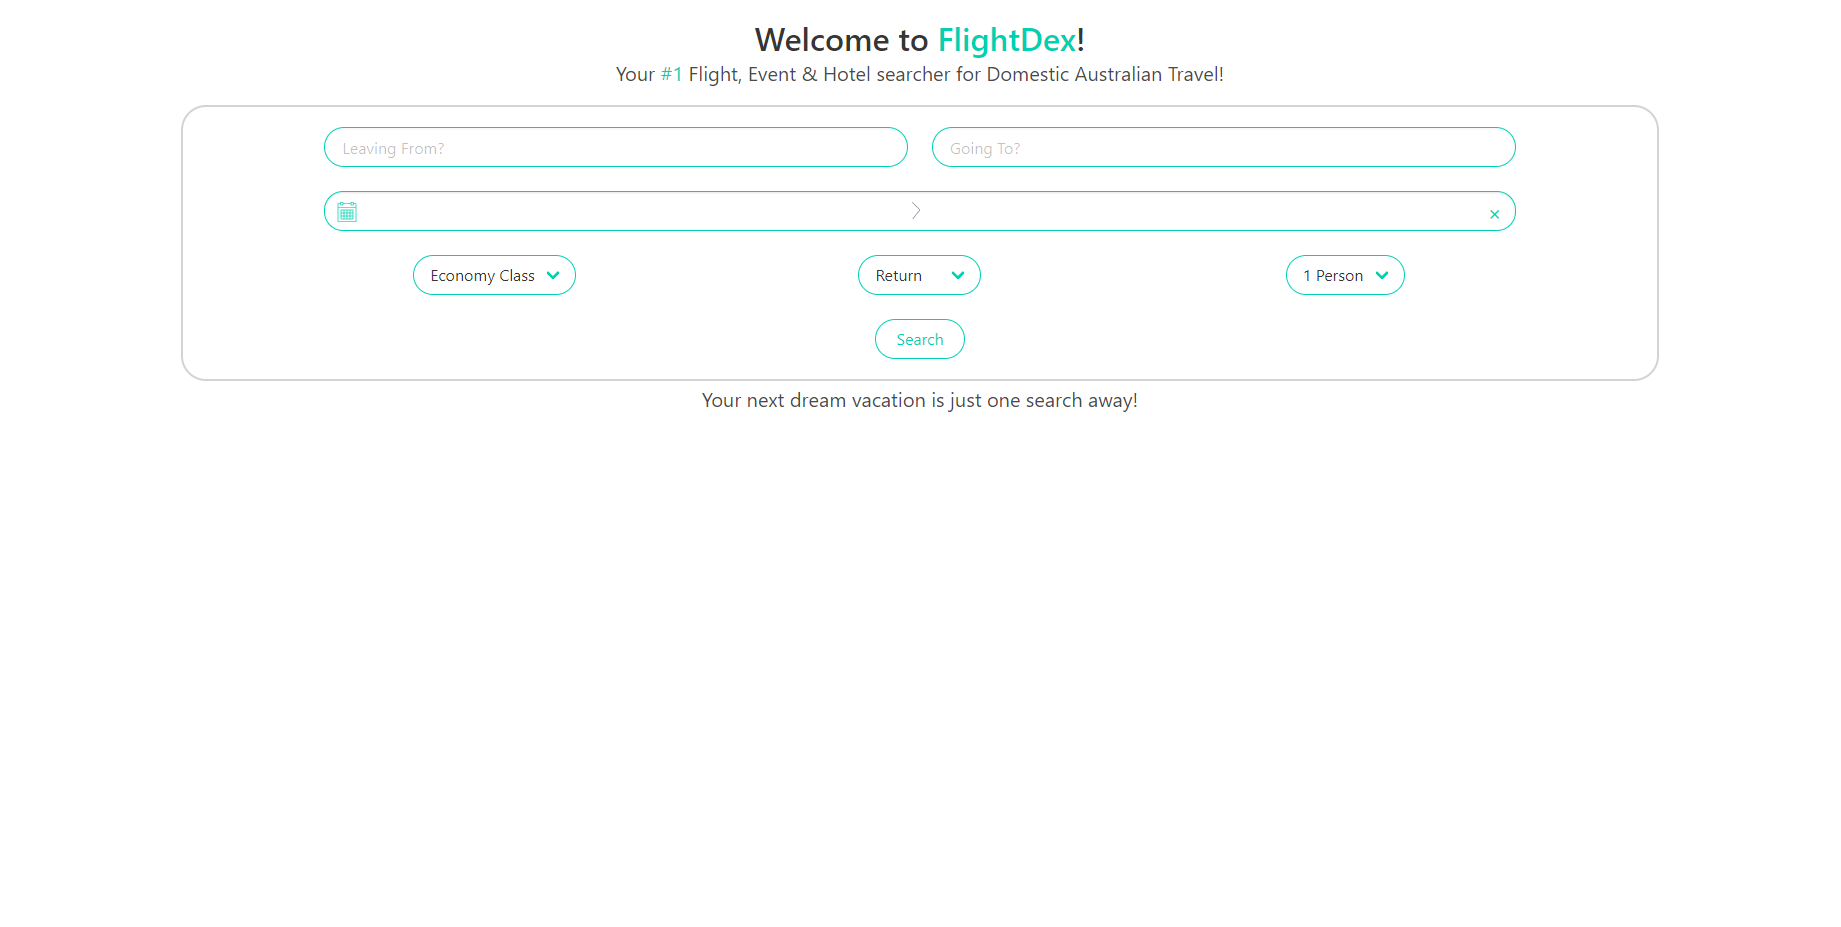 Welcome to FlightDex!
Your #1 Flight, Event & Hotel searcher for Domestic Australian Travel!
Leaving From?
Going To?
Economy Class
Return
1 Person
Search
Your next dream vacation is just one search away!